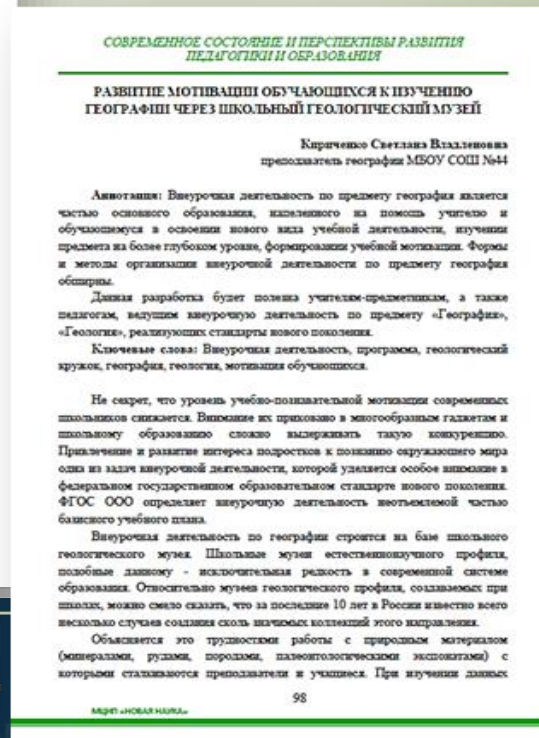 СОВРЕМЕННОЕ СОСТОЯНИЕ И ПЕРСПЕКТИВЫ РАЗВИТИЯ
ПЕДАГОГИКИ И ОБРАЗОВАНИЯ
РАЗВИТИЕ МОТИВАЦИИ ОБУЧАЮЩИХСЯ К ИЗУЧЕНИЮ
ГЕОГРАФИИ ЧЕРЕЗ ШКОЛЬНЫЙ ГЕОЛОГИЧЕСКИЙ МУЗЕЙ
Кириченко Светлана Владленовна
преподаватель географии МБОУ СОШ №44
Аннотация: Внеурочная деятельность по предмету география является
частью основного образования, нацеленного на помощь учителю и
обучающемуся в освоении нового вида учебной деятельности, изучении
предмета на более глубоком уровне, формировании учебной мотивации. Формы
и методы организации внеурочной деятельности по предмету география
обширны.
Данная разработка будет полезна учителям-предметникам, а также
педагогам, ведущим внеурочную деятельность по предмету «География»,
«Геология», реализующих стандарты нового поколения.
Ключевые слова: Внеурочная деятельность, программа, геологический
кружок, география, геология, мотивация обучающихся.
Не секрет, что уровень учебно-познавательной мотивации современных
школьников снижается. Внимание их приковано к многообразным гаджетам и
школьному образованию сложно выдерживать такую конкуренцию.
Привлечение и развитие интереса подростков к познанию окружающего мира
одна из задач внеурочной деятельности, которой уделяется особое внимание в
федеральном государственном образовательном стандарте нового поколения.
ФГОС ООО определяет внеурочную деятельность неотъемлемой частью
базисного учебного плана.
Внеурочная деятельность по географии строится на базе школьного
геологического музея. Школьные музеи естественнонаучного профиля,
подобные данному - исключительная редкость в современной системе
образования. Относительно музеев геологического профиля, создаваемых при
школах, можно смело сказать, что за последние 10 лет в России известно всего
несколько случаев создания сколь значимых коллекций этого направления.
Объясняется это трудностями работы с природным материалом
(минералами, рудами, породами, палеонтологическими экспонатами) с
которыми сталкиваются преподаватели и учащиеся. При изучении данных
98
МЦНП «НОВАЯ НАУКА»